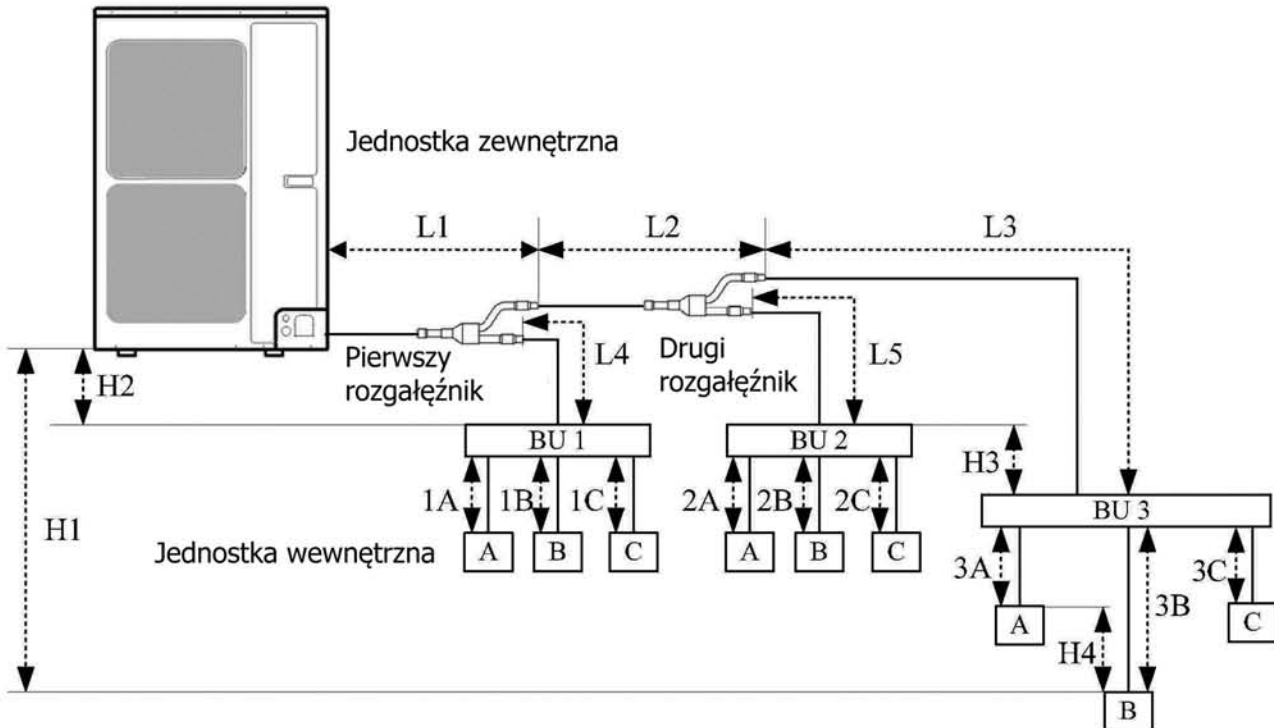 Jednostka zewnętrzna
L1
L2
L3
Pierwszy
rozgałęźnik
L4
Drugi
rozgałęźnik
L5
H2
BU 1
BU 2
H3
BU 3
1A
1B
1C
2A
2B
2C
H1
Jednostka wewnętrzna
A
B
C
A
B
C
3A
3B
3C
A
C
H4
B